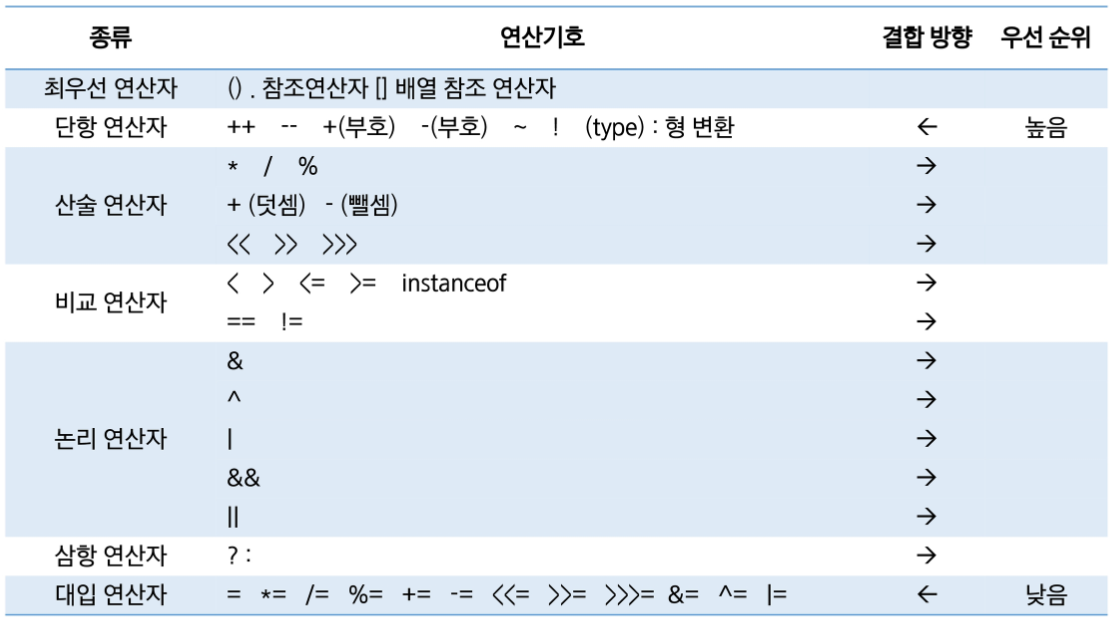 종류 연산기호 결합 방향 우선 순위
최우선 연산자 () . 참조연산자 [] 배열 참조 연산자
단항 연산자 ++ -- +(부호) -(부호) ~ ! (type) : 형 변환 ← 높음
* / % →
산술 연산자 + (덧셈) - (뺄셈) →
<< >> >>> →
비교 연산자 < > <= >= instanceof →
== != →
& →
^ →
논리 연산자 | →
&& →
|| →
삼항 연산자 ? : →
대입 연산자 = *= /= %= += -= <<= >>= >>>= &= ^= |= ← 낮음